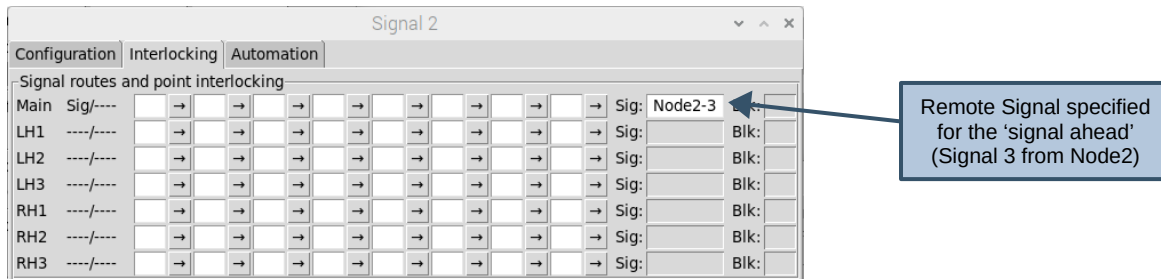 Signal 2
Configuration Interlocking Automation
Signal routes and point interlocking
Main Sig/---- → → → → → → → → Sig: Node2-3 Blk:
LH1 ----/---- → → → → → → → → Sig: Blk:
LH2 ----/---- → → → → → → → → Sig: Blk:
LH3 ----/---- → → → → → → → → Sig: Blk:
RH1 ----/---- → → → → → → → → Sig: Blk:
RH2 ----/---- → → → → → → → → Sig: Blk:
RH3 ----/---- → → → → → → → → Sig: Blk:
Remote Signal specified
for the ‘signal ahead’
(Signal 3 from Node2)